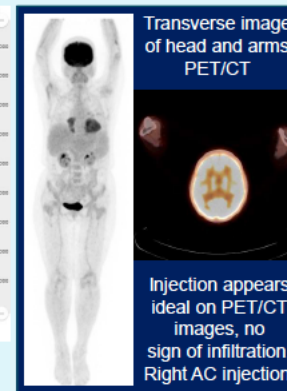 Transverse image
of head and arms
PET/CT
Injection appears
ideal on PET/CT
images, no
sign of infiltration
Right AC injection